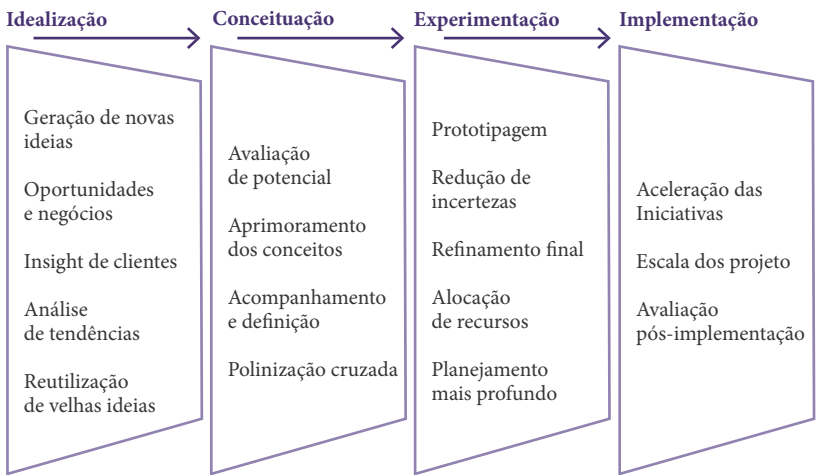 Idealização
Geração de novas
ideias
Oportunidades
e negócios
Insight de clientes
Análise
de tendências
Reutilização
de velhas ideias
Conceituação
Avaliação
de potencial
Aprimoramento
dos conceitos
Acompanhamento
e definição
Polinização cruzada
Experimentação
Prototipagem
Redução de
incertezas
Refinamento final
Alocação
de recursos
Planejamento
mais profundo
Implementação
Aceleração das
Iniciativas
Escala dos projeto
Avaliação
pós-implementação